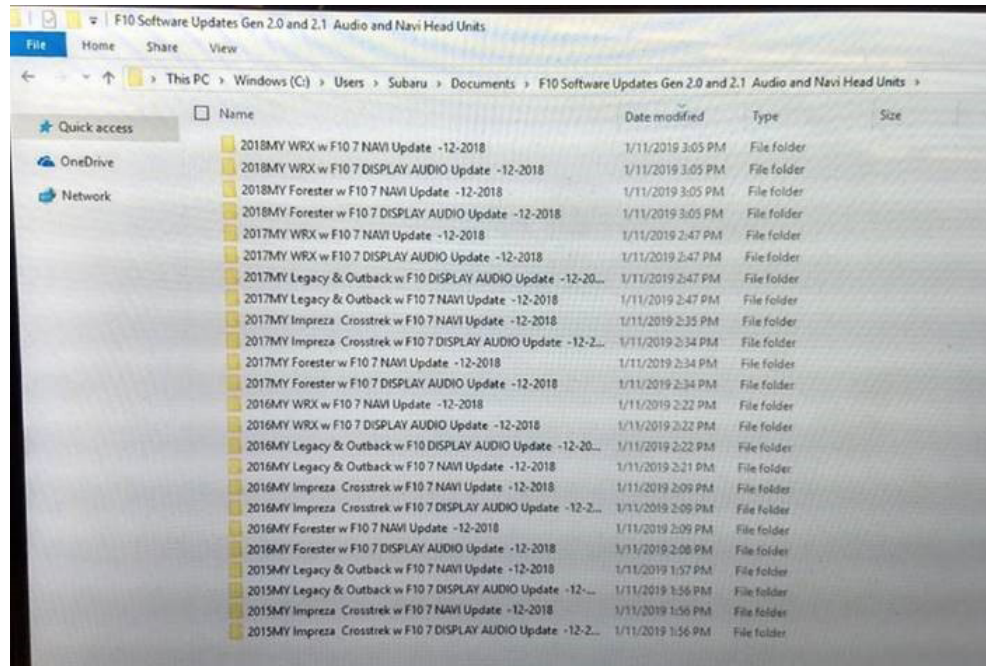 F10 Software Updates Gen 2.0 and 2.1 Audio and Navi Head Units
File Home Share View
This PC > Windows (C:) > Users > Subaru > Documents > F10 Software Updates Gen 2.0 and 2.1 Audio and Navi Head Units >
Name Date modified Type Size
Quick access
OneDrive
Network
2018MY WRX w F10 7 NAVI Update -12-2018 1/11/2019 3:05 PM File folder
2018MY WRX w F10 7 DISPLAY AUDIO Update -12-2018 1/11/2019 3:05 PM File folder
2018MY Forester w F10 7 NAVI Update -12-2018 1/11/2019 3:05 PM File folder
2018MY Forester w F10 7 DISPLAY AUDIO Update -12-2018 1/11/2019 3:05 PM File folder
2017MY WRX w F10 7 NAVI Update -12-2018 1/11/2019 2:47 PM File folder
2017MY WRX w F10 7 DISPLAY AUDIO Update -12-2018 1/11/2019 2:47 PM File folder
2017MY Legacy & Outback w F10 DISPLAY AUDIO Update -12-20... 1/11/2019 2:47 PM File folder
2017MY Legacy & Outback w F10 7 NAVI Update -12-2018 1/11/2019 2:47 PM File folder
2017MY Impreza Crosstrek w F10 7 NAVI Update -12-2018 1/11/2019 2:35 PM File folder
2017MY Impreza Crosstrek w F10 7 DISPLAY AUDIO Update -12-2... 1/11/2019 2:34 PM File folder
2017MY Forester w F10 7 NAVI Update -12-2018 1/11/2019 2:34 PM File folder
2017MY Forester w F10 7 DISPLAY AUDIO Update -12-2018 1/11/2019 2:34 PM File folder
2016MY WRX w F10 7 NAVI Update -12-2018 1/11/2019 2:22 PM File folder
2016MY WRX w F10 7 DISPLAY AUDIO Update -12-2018 1/11/2019 2:22 PM File folder
2016MY Legacy & Outback w F10 DISPLAY AUDIO Update -12-20... 1/11/2019 2:22 PM File folder
2016MY Legacy & Outback w F10 7 NAVI Update -12-2018 1/11/2019 2:21 PM File folder
2016MY Impreza Crosstrek w F10 7 NAVI Update -12-2018 1/11/2019 2:09 PM File folder
2016MY Impreza Crosstrek w F10 7 DISPLAY AUDIO Update -12-2... 1/11/2019 2:09 PM File folder
2016MY Forester w F10 7 NAVI Update -12-2018 1/11/2019 2:09 PM File folder
2016MY Forester w F10 7 DISPLAY AUDIO Update -12-2018 1/11/2019 2:08 PM File folder
2015MY Legacy & Outback w F10 7 NAVI Update -12-2018 1/11/2019 1:57 PM File folder
2015MY Legacy & Outback w F10 7 DISPLAY AUDIO Update -12-... 1/11/2019 1:56 PM File folder
2015MY Impreza Crosstrek w F10 7 NAVI Update -12-2018 1/11/2019 1:56 PM File folder
2015MY Impreza Crosstrek w F10 7 DISPLAY AUDIO Update -12-2... 1/11/2019 1:56 PM File folder